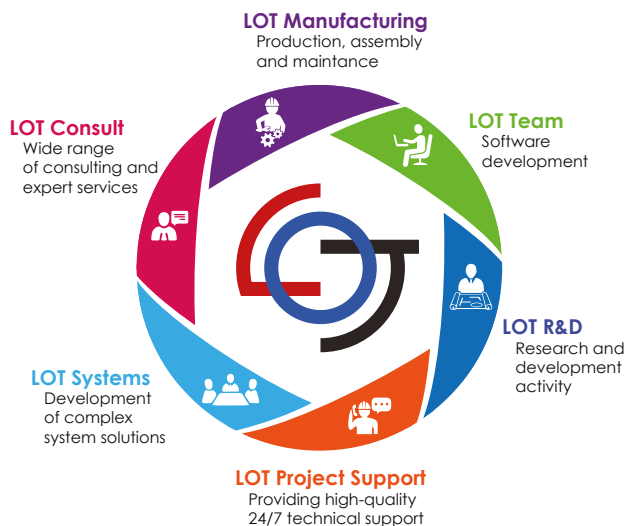 LOT Manufacturing
Production, assembly
and maintance
LOT Team
Software
development
LOT R&D
Research and
development
activity
LOT Project Support
Providing high-quality
24/7 technical support
LOT Systems
Development
of complex
system solutions
LOT Consult
Wide range
of consulting and
expert services
LOT